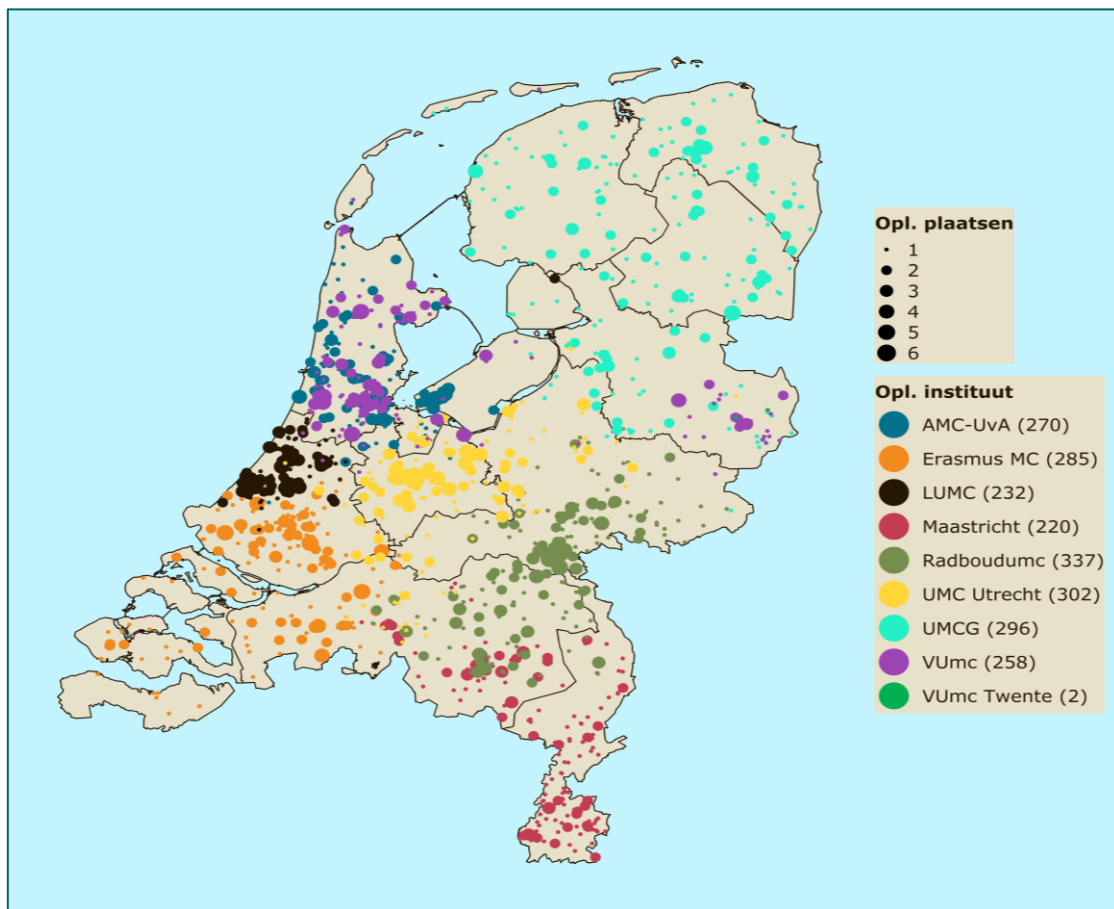 Opl. plaatsen
1
2
3
4
5
6
Opl. instituut
AMC-UvA (270)
Erasmus MC (285)
LUMC (232)
Maastricht (220)
Radboudumc (337)
UMC Utrecht (302)
UMCG (296)
VUmc (258)
VUmc Twente (2)